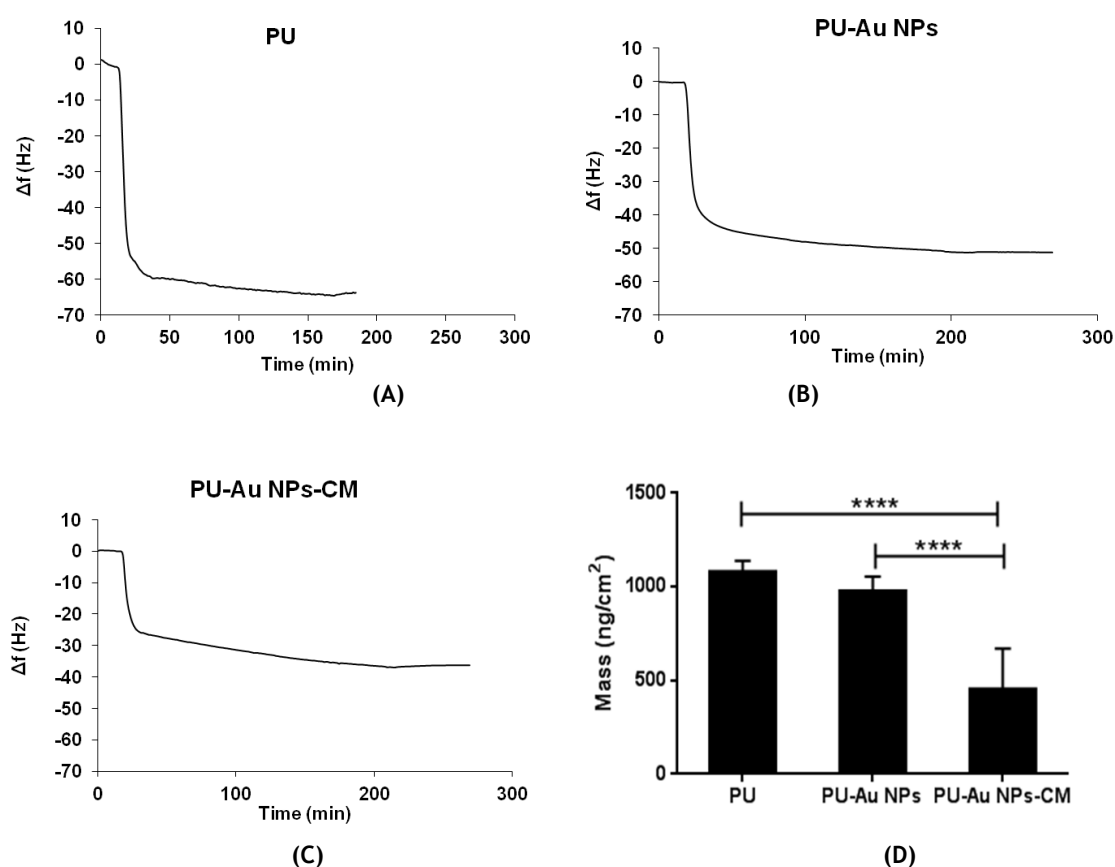 PU
10
0
-10
-20
-30
-40
-50
-60
-70
Δf (Hz)
0 50 100 150 200 250 300
Time (min)
(A)
PU-Au NPs
10
0
-10
-20
-30
-40
-50
-60
-70
Δf (Hz)
0 100 200 300
Time (min)
(B)
PU-Au NPs-CM
10
0
-10
-20
-30
-40
-50
-60
-70
Δf (Hz)
0 100 200 300
Time (min)
(C)
1500
1000
500
0
Mass (ng/cm²)
****
****
PU PU-Au NPs PU-Au NPs-CM
(D)